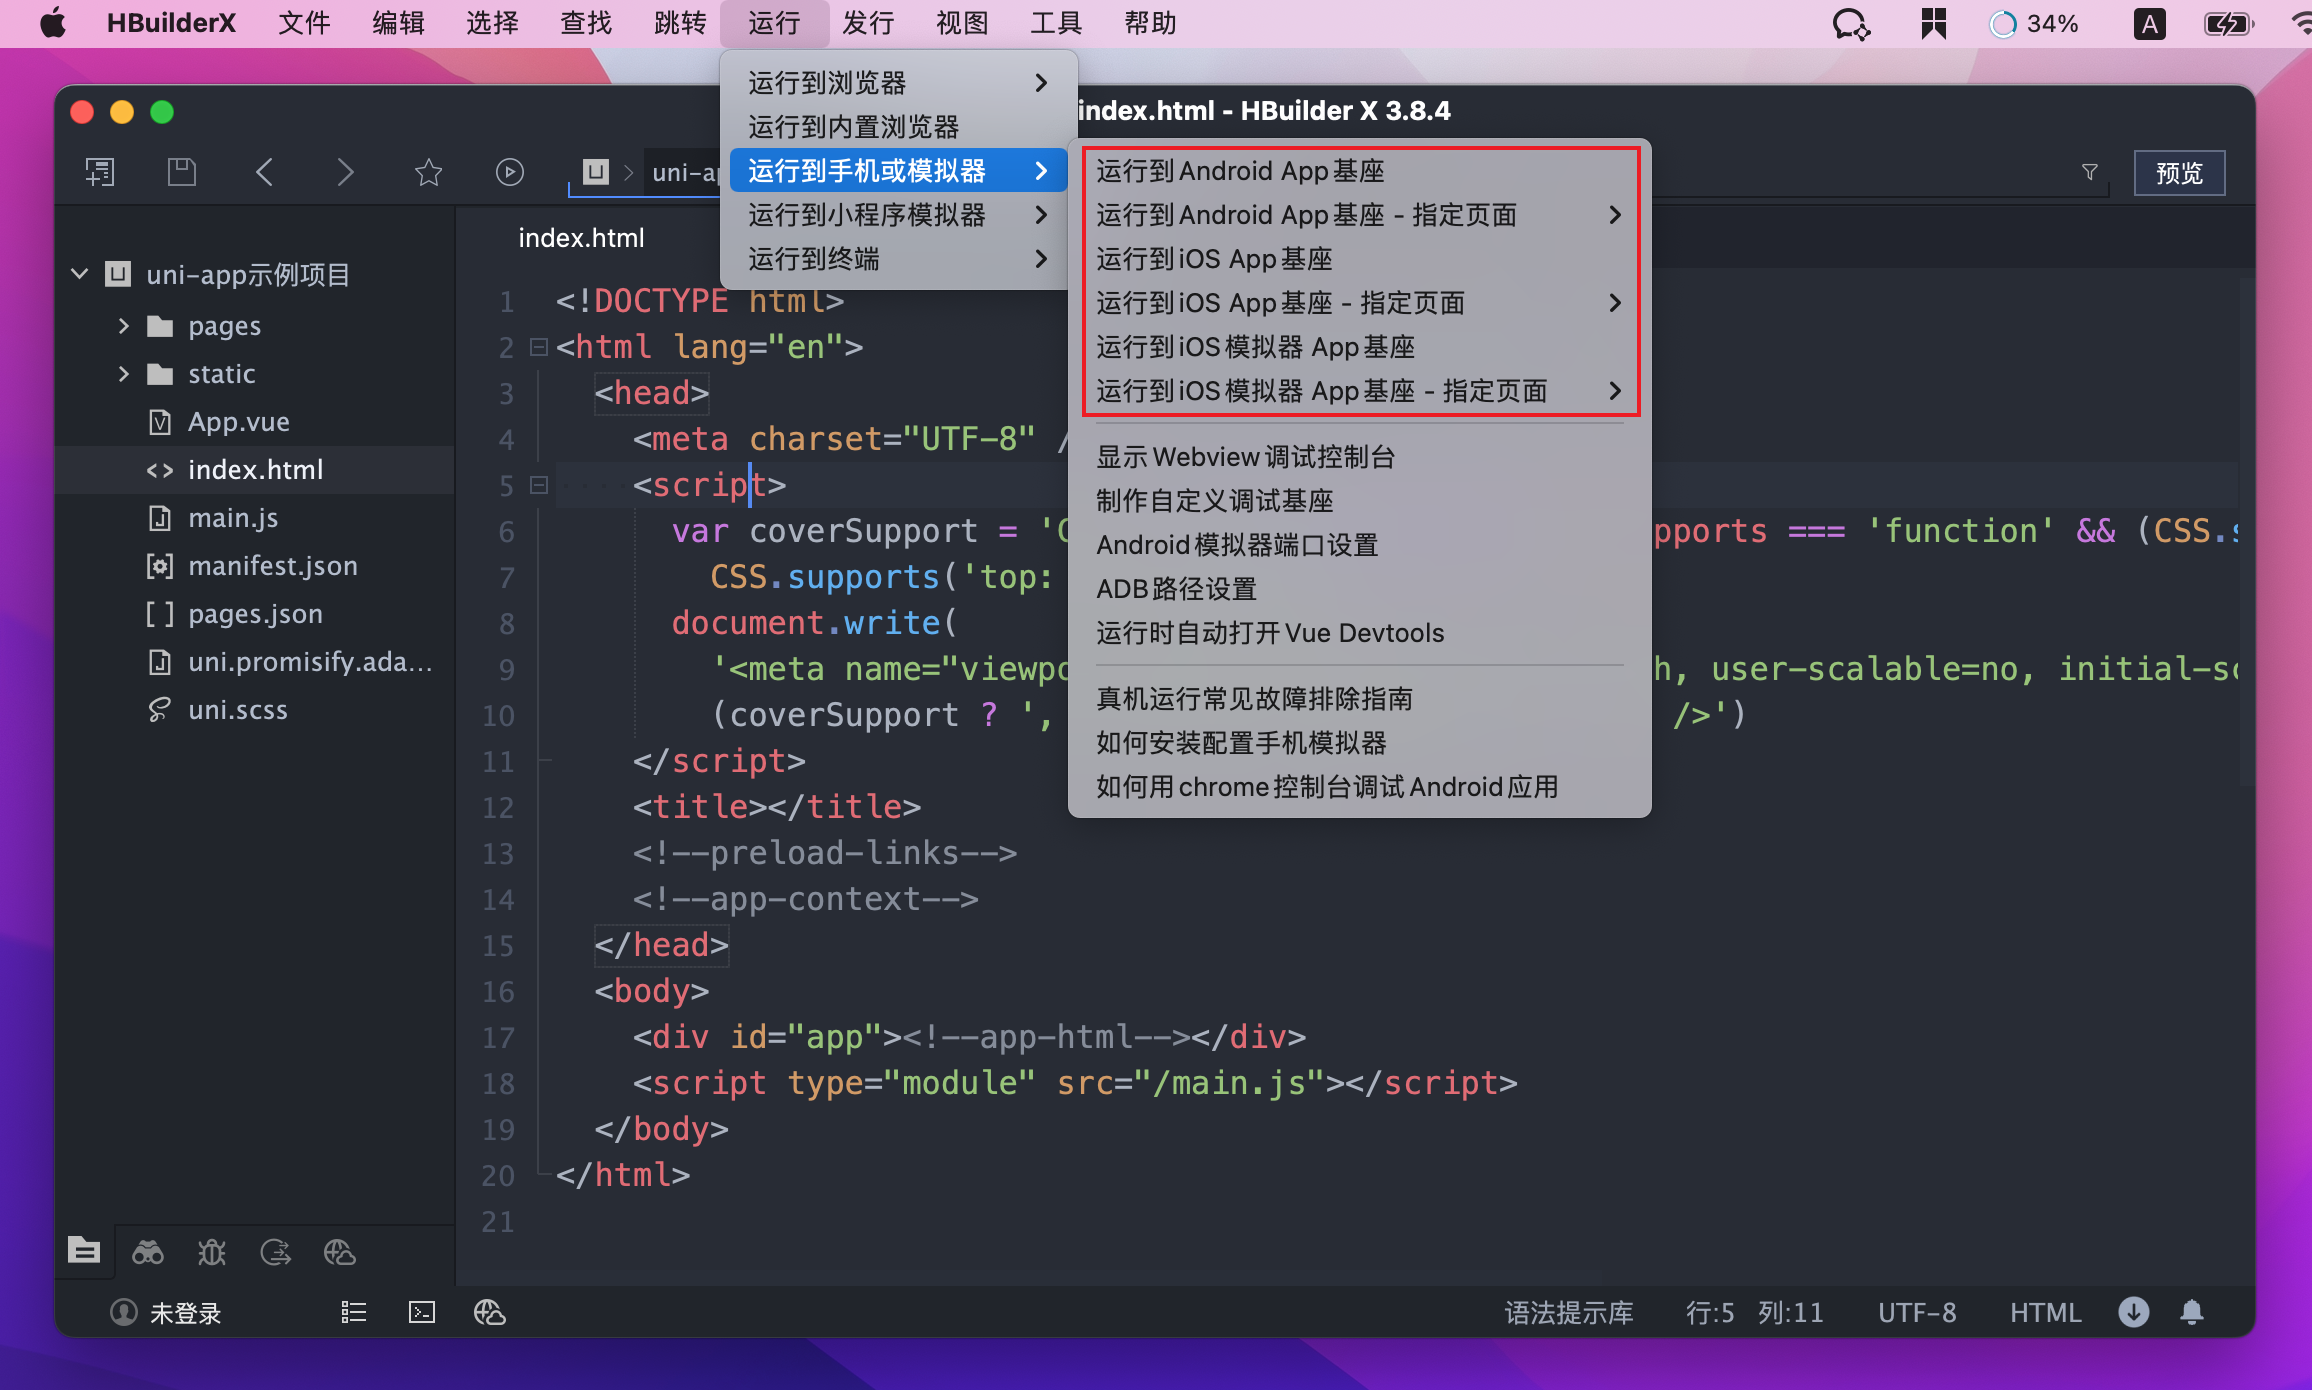 HBuilderX 文件 编辑 选择 查找 跳转 运行 发行 视图 工具 帮助 34% A
index.html - HBuilder X 3.8.4
uni-ap
预览
运行到浏览器
运行到内置浏览器
运行到手机或模拟器
运行到小程序模拟器
运行到终端
运行到Android App基座
运行到Android App基座 - 指定页面
运行到iOS App基座
运行到iOS App基座 - 指定页面
运行到iOS模拟器 App基座
运行到iOS模拟器 App基座 - 指定页面
显示Webview调试控制台
制作自定义调试基座
Android模拟器端口设置
ADB路径设置
运行时自动打开Vue Devtools
真机运行常见故障排除指南
如何安装配置手机模拟器
如何用chrome控制台调试Android应用
uni-app示例项目
pages
static
App.vue
index.html
main.js
manifest.json
pages.json
uni.promisify.ada...
uni.scss
index.html
1 <!DOCTYPE html>
2 <html lang="en">
3 <head>
4 <meta charset="UTF-8" /
5 <script>
6 var coverSupport = 'C pports === 'function' && (CSS.s
7 CSS.supports('top:
8 document.write(
9 '<meta name="viewpo h, user-scalable=no, initial-sc
10 (coverSupport ? ', />')
11 </script>
12 <title></title>
13 <!--preload-links-->
14 <!--app-context-->
15 </head>
16 <body>
17 <div id="app"><!--app-html--></div>
18 <script type="module" src="/main.js"></script>
19 </body>
20 </html>
21
未登录 语法提示库 行:5 列:11 UTF-8 HTML